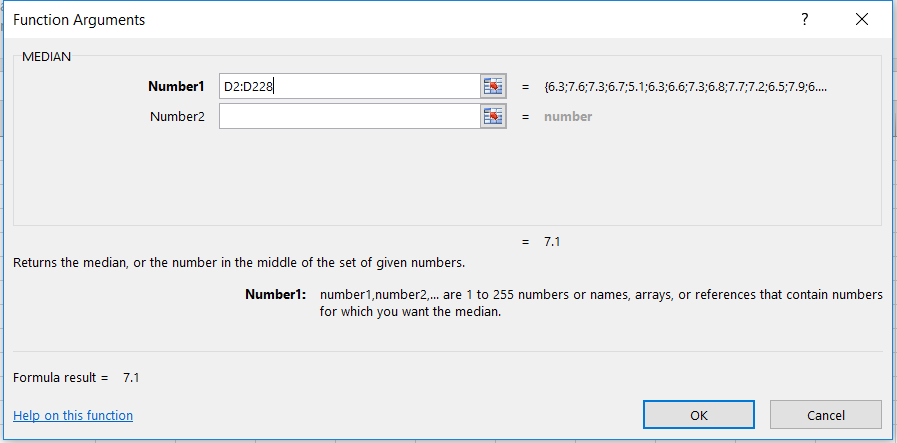 Function Arguments ? ×
MEDIAN
Number1 D2:D228 = {6.3;7.6;7.3;6.7;5.1;6.3;6.6;7.3;6.8;7.7;7.2;6.5;7.9;6....
Number2 = number
= 7.1
Returns the median, or the number in the middle of the set of given numbers.
Number1: number1,number2,... are 1 to 255 numbers or names, arrays, or references that contain numbers
for which you want the median.
Formula result = 7.1
Help on this function OK Cancel